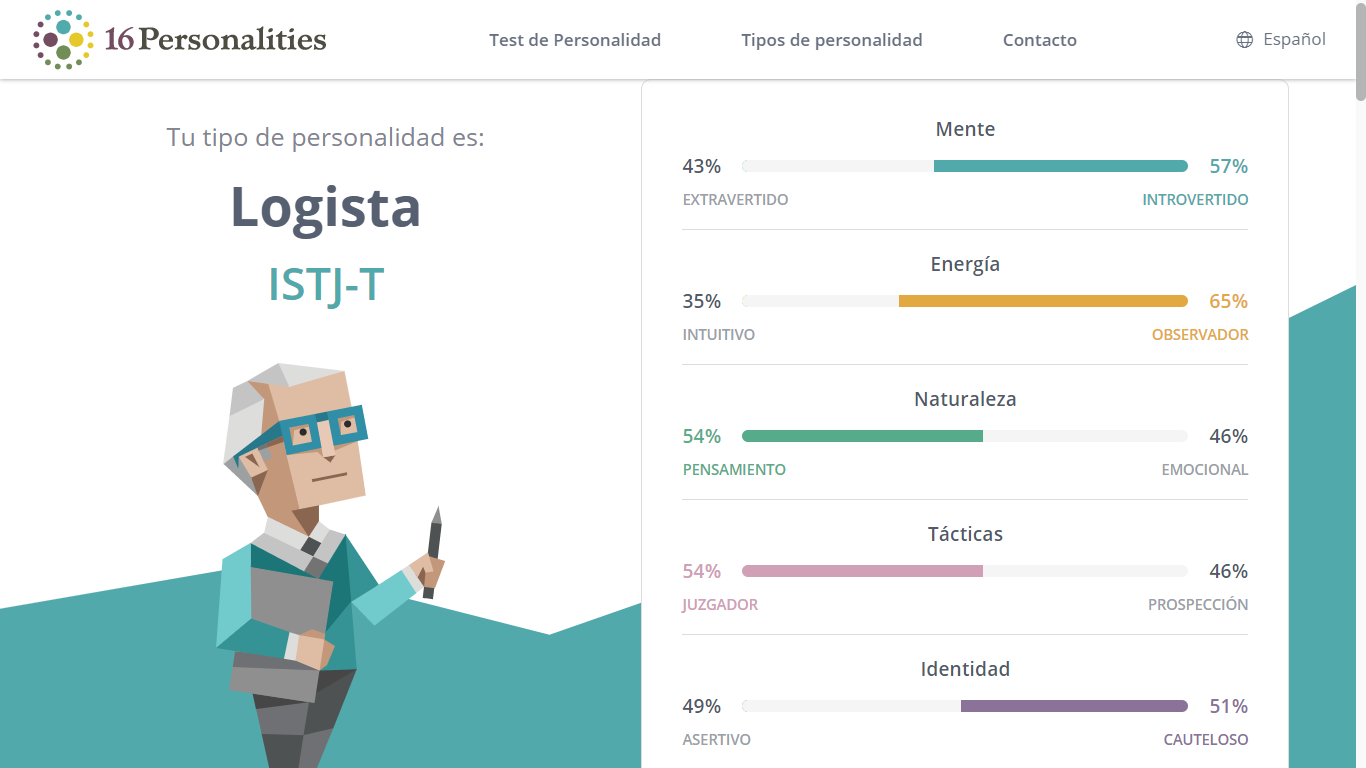 16Personalities
Test de Personalidad
Tipos de personalidad
Contacto
Español
Tu tipo de personalidad es:
Logista
ISTJ-T
Mente
43% 57%
EXTRAVERTIDO INTROVERTIDO
Energía
35% 65%
INTUITIVO OBSERVADOR
Naturaleza
54% 46%
PENSAMIENTO EMOCIONAL
Tácticas
54% 46%
JUZGADOR PROSPECCIÓN
Identidad
49% 51%
ASERTIVO CAUTELOSO